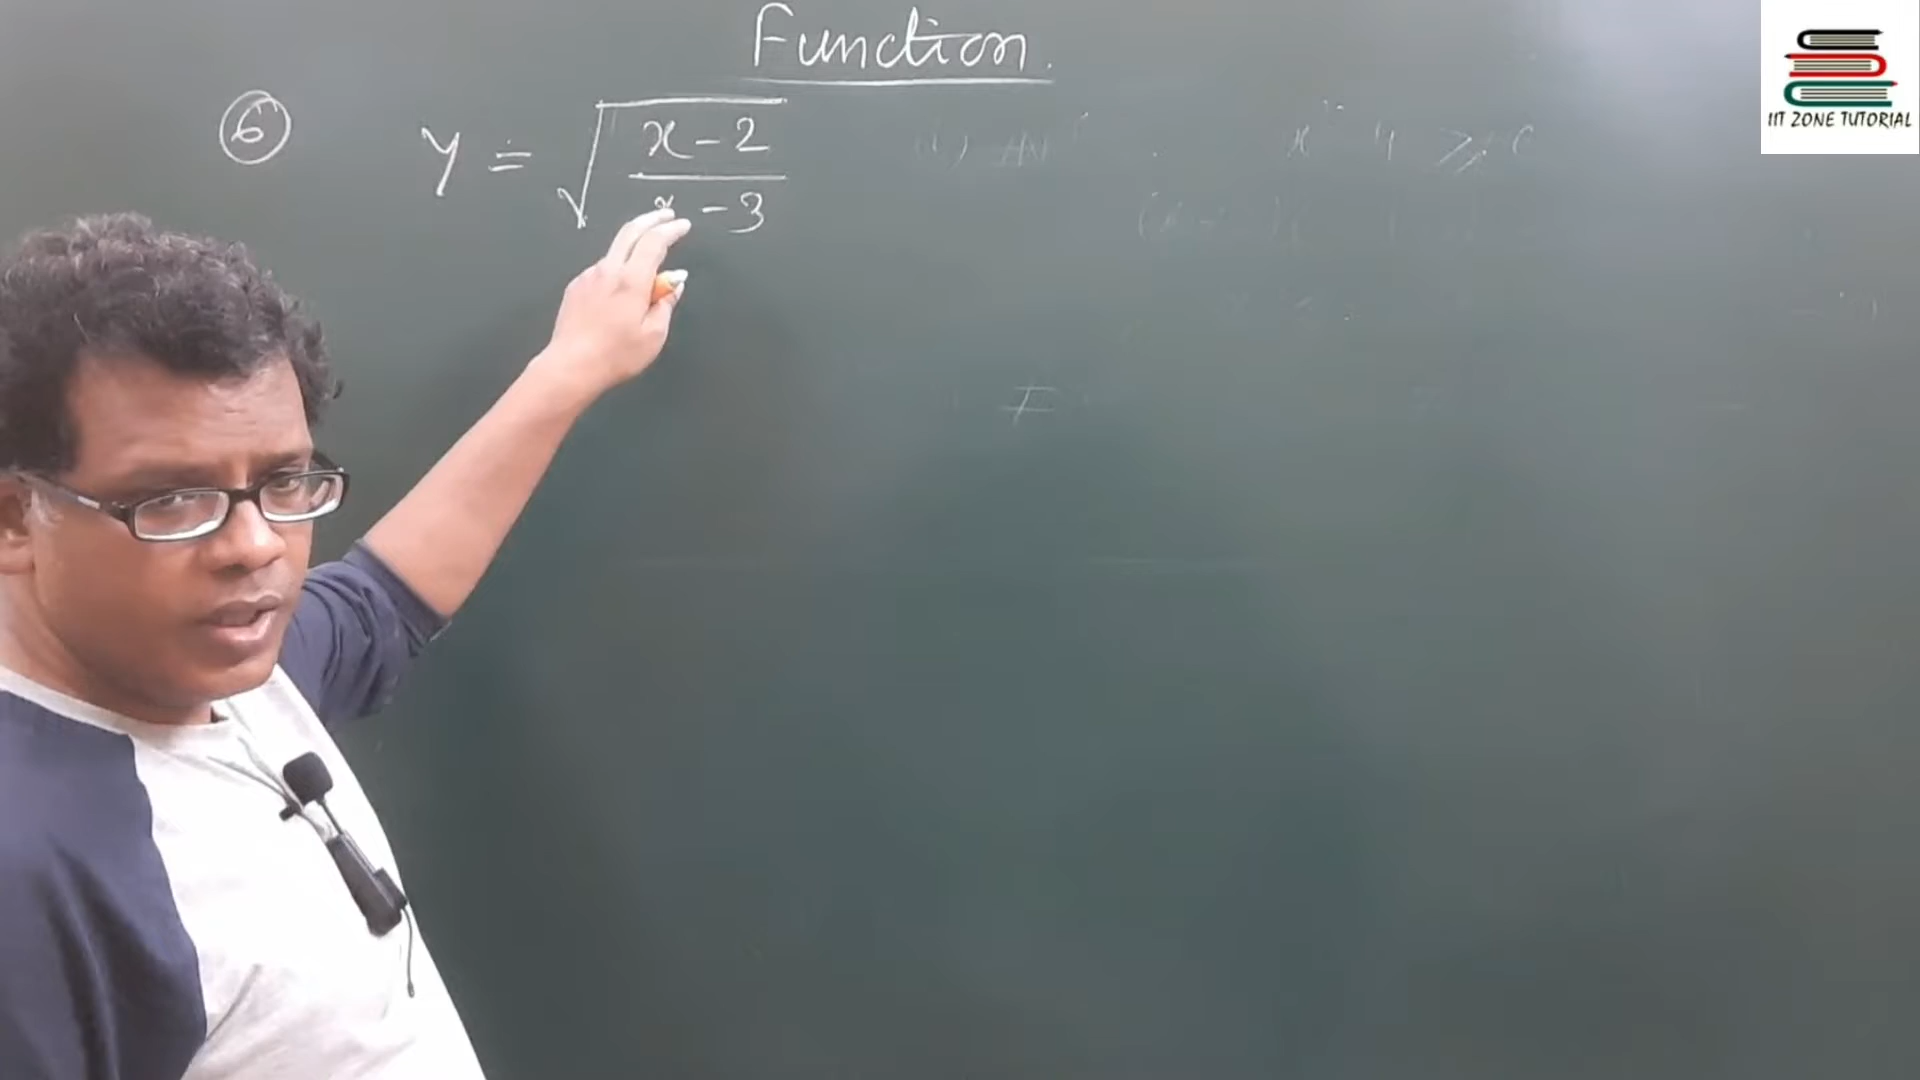 Function.
6 y = √(x-2 / x-3)
IIT ZONE TUTORIAL